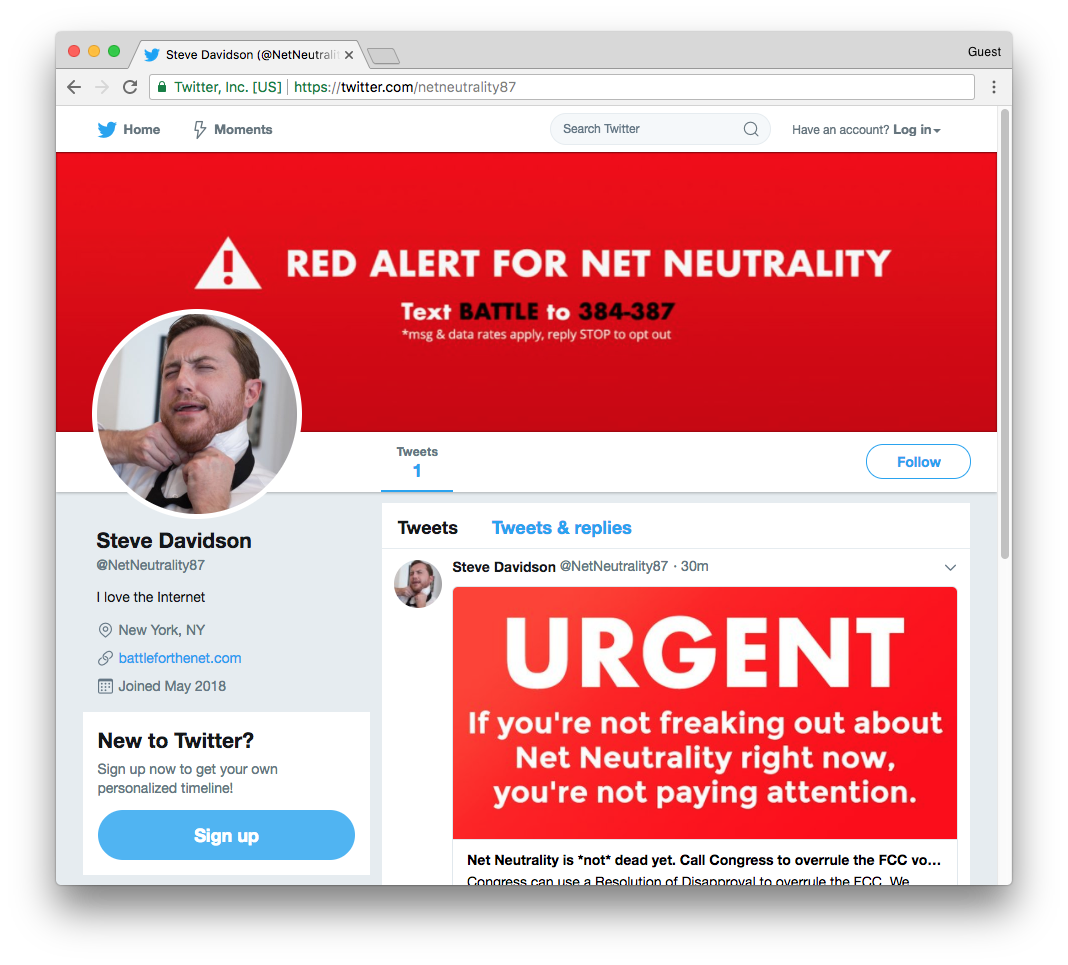 Steve Davidson (@NetNeutralit
Guest
Twitter, Inc. [US] | https://twitter.com/netneutrality87
Home
Moments
Search Twitter
Have an account? Log in
RED ALERT FOR NET NEUTRALITY
Text BATTLE to 384-387
*msg & data rates apply, reply STOP to opt out
Tweets
1
Follow
Steve Davidson
@NetNeutrality87
I love the Internet
New York, NY
battleforthenet.com
Joined May 2018
New to Twitter?
Sign up now to get your own
personalized timeline!
Sign up
Tweets
Tweets & replies
Steve Davidson @NetNeutrality87 · 30m
URGENT
If you're not freaking out about
Net Neutrality right now,
you're not paying attention.
Net Neutrality is *not* dead yet. Call Congress to overrule the FCC vo...
Congress can use a Resolution of Disapproval to overrule the FCC. We